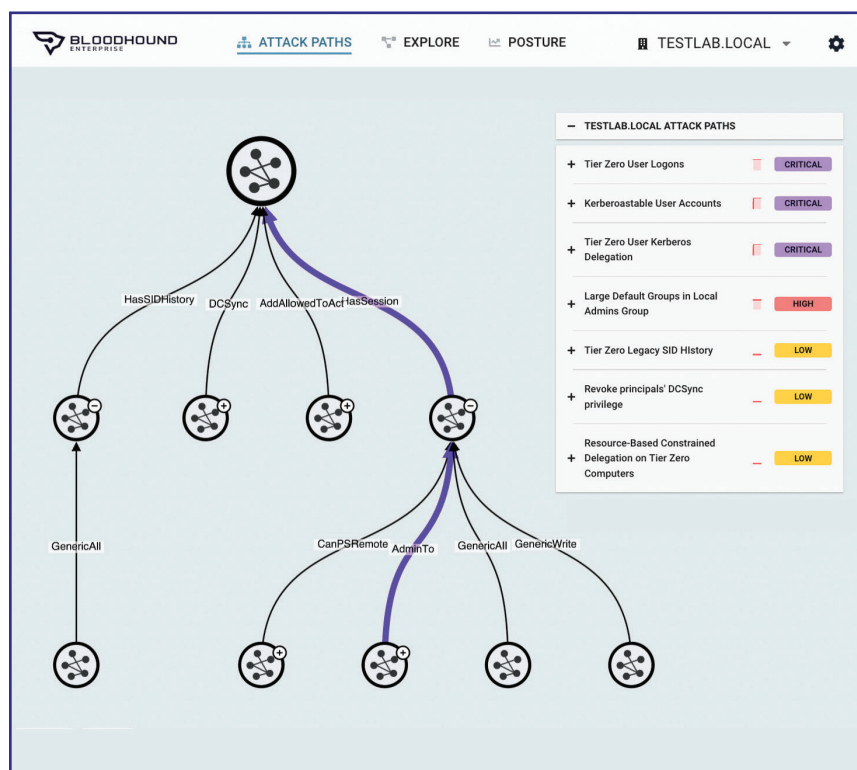 BLOODHOUND
ENTERPRISE
ATTACK PATHS
EXPLORE
POSTURE
TESTLAB.LOCAL
TESTLAB.LOCAL ATTACK PATHS
Tier Zero User Logons
CRITICAL
Kerberoastable User Accounts
CRITICAL
Tier Zero User Kerberos
Delegation
CRITICAL
Large Default Groups in Local
Admins Group
HIGH
Tier Zero Legacy SID HIstory
LOW
Revoke principals' DCSync
privilege
LOW
Resource-Based Constrained
Delegation on Tier Zero
Computers
LOW
HasSIDHistory
DCSync
AddAllowedToAct
HasSession
GenericAll
CanPSRemote
AdminTo
GenericAll
GenericWrite